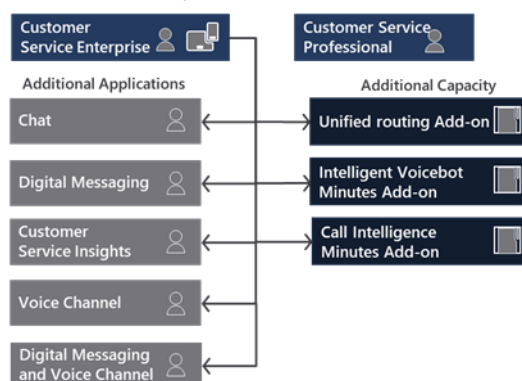 Customer
Service Enterprise
Customer Service
Professional
Additional Applications
Additional Capacity
Chat
Unified routing Add-on
Digital Messaging
Intelligent Voicebot
Minutes Add-on
Customer
Service Insights
Call Intelligence
Minutes Add-on
Voice Channel
Digital Messaging
and Voice Channel